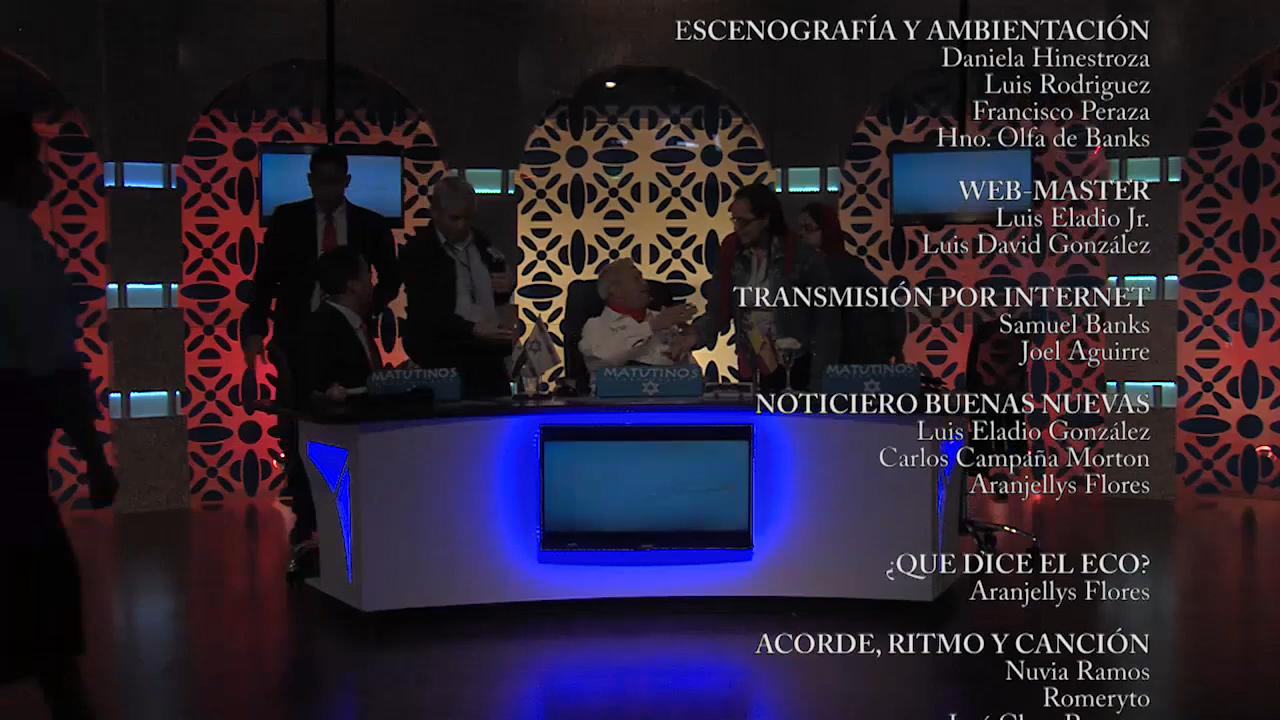 ESCENOGRAFÍA Y AMBIENTACIÓN
Daniela Hinestroza
Luis Rodriguez
Francisco Peraza
Hno. Olfa de Banks
WEB-MASTER
Luis Eladio Jr.
Luis David González
TRANSMISIÓN POR INTERNET
Samuel Banks
Joel Aguirre
NOTICIERO BUENAS NUEVAS
Luis Eladio González
Carlos Campaña Morton
Aranjellys Flores
¿QUE DICE EL ECO?
Aranjellys Flores
ACORDE, RITMO Y CANCIÓN
Nuvia Ramos
Romeryto
MATUTINOS
MATUTINOS
MATUTINOS